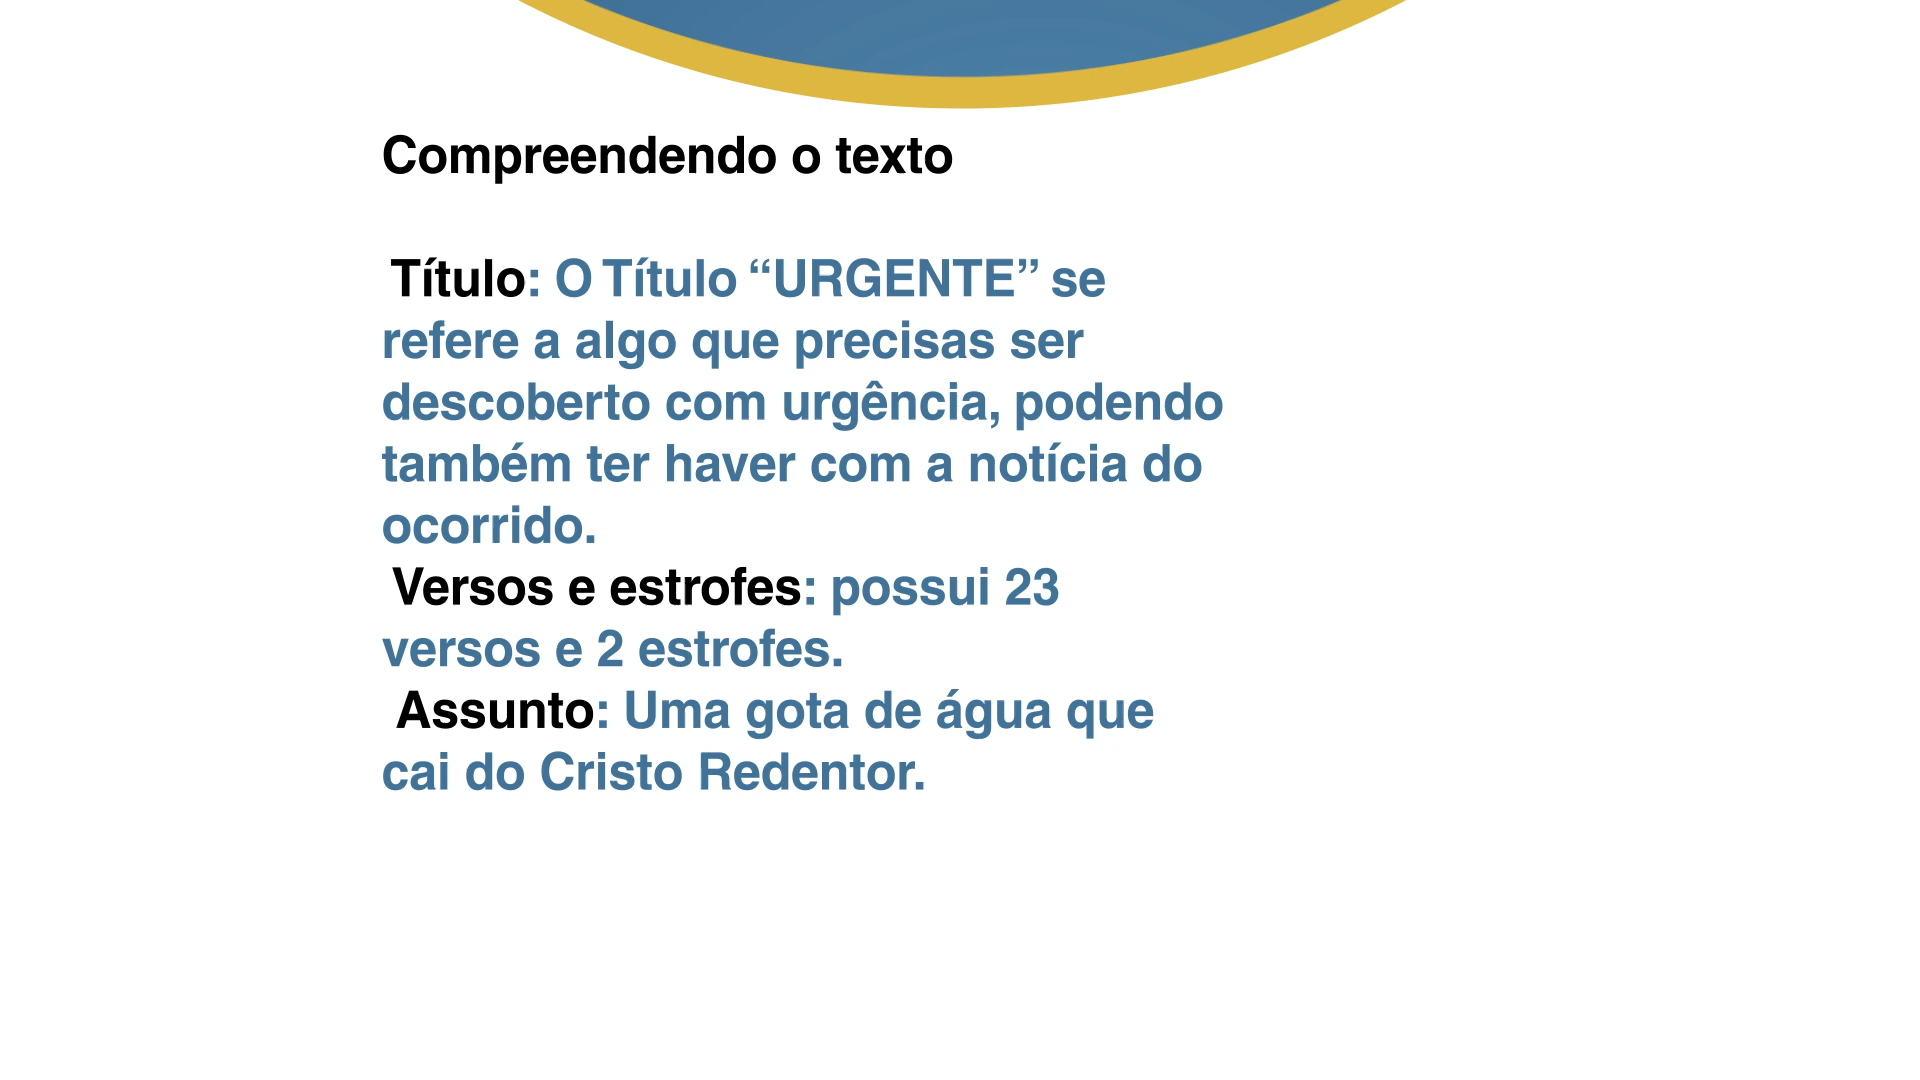 Compreendendo o texto
Título: O Título “URGENTE” se
refere a algo que precisas ser
descoberto com urgência, podendo
também ter haver com a notícia do
ocorrido.
Versos e estrofes: possui 23
versos e 2 estrofes.
Assunto: Uma gota de água que
cai do Cristo Redentor.